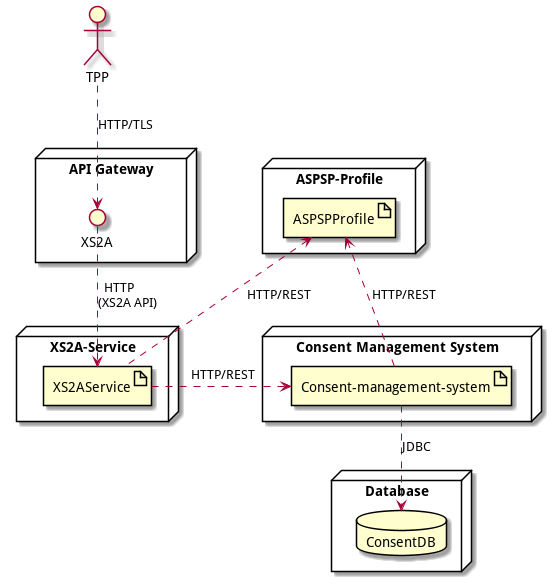 TPP
HTTP/TLS
API Gateway
XS2A
ASPSP-Profile
ASPSPProfile
HTTP
(XS2A API)
HTTP/REST
HTTP/REST
XS2A-Service
XS2AService
HTTP/REST
Consent Management System
Consent-management-system
JDBC
Database
ConsentDB